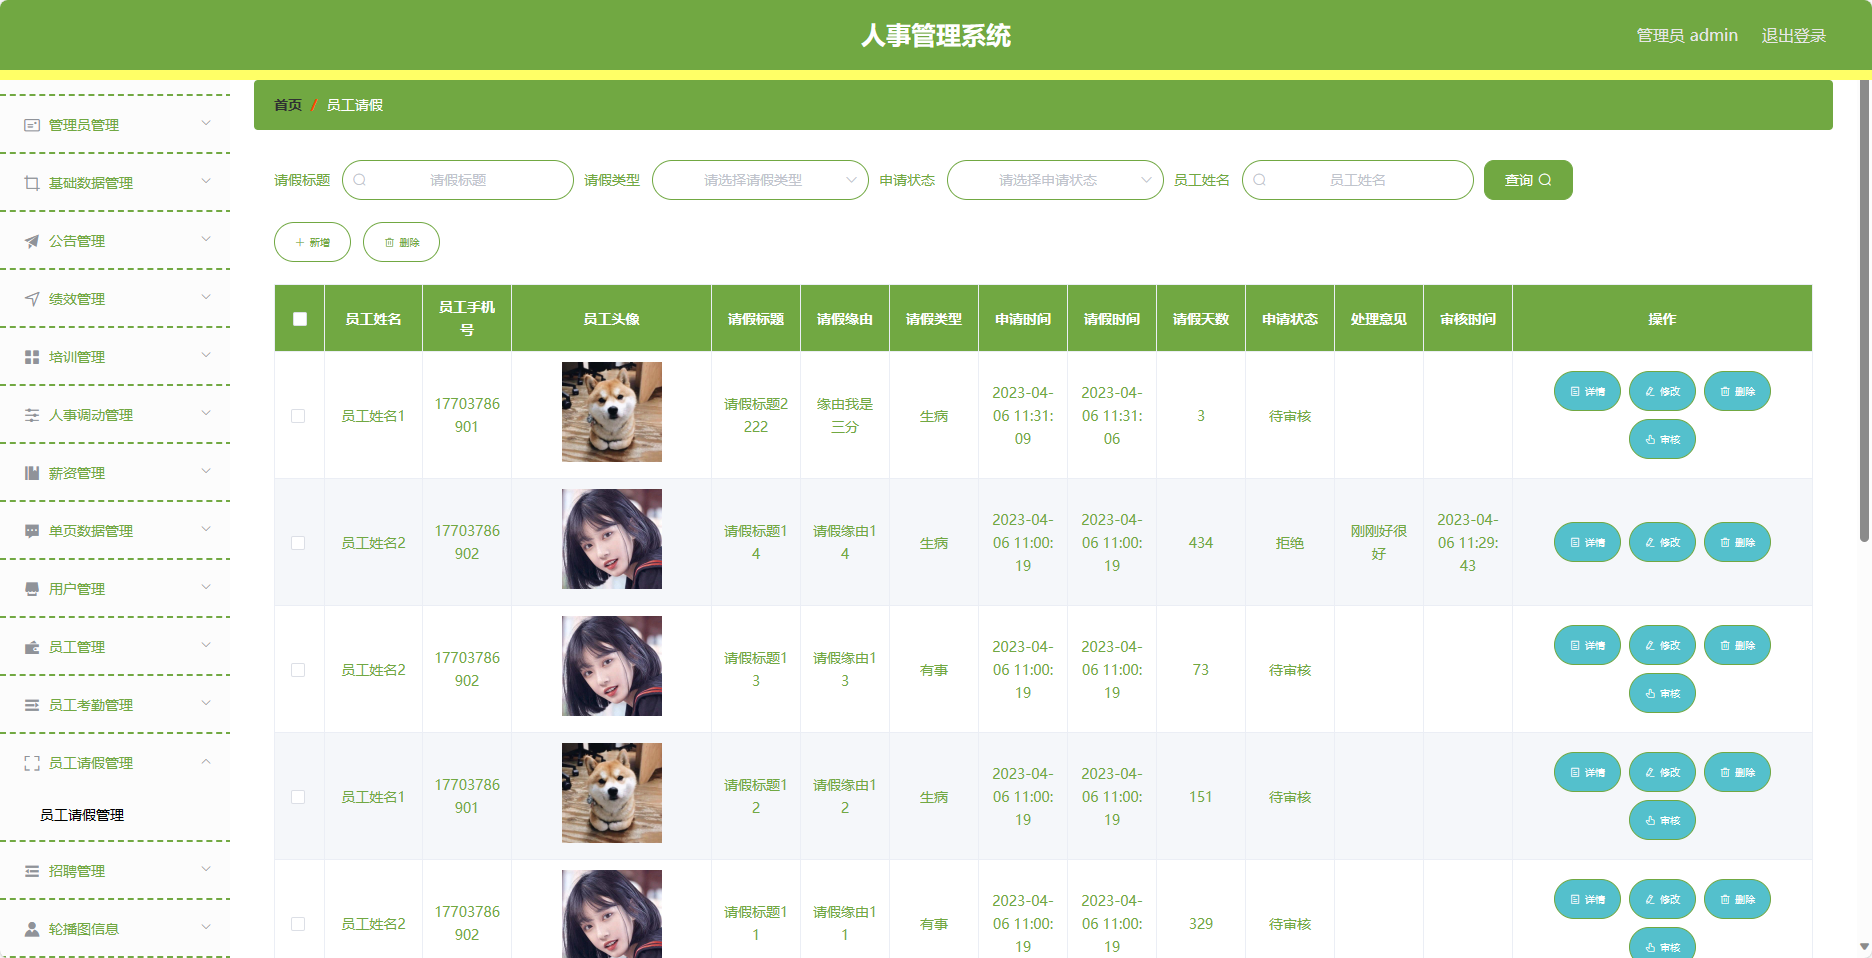 人事管理系统
管理员 admin 退出登录
首页 / 员工请假
管理员管理
基础数据管理
公告管理
绩效管理
培训管理
人事调动管理
薪资管理
单页数据管理
用户管理
员工管理
员工考勤管理
员工请假管理
员工请假管理
招聘管理
轮播图信息
请假标题 请假标题 请假类型 请选择请假类型 申请状态 请选择申请状态 员工姓名 员工姓名 查询
新增 删除
员工姓名 员工手机号 员工头像 请假标题 请假缘由 请假类型 申请时间 请假时间 请假天数 申请状态 处理意见 审核时间 操作
员工姓名1 17703786901 请假标题2222 缘由我是三分 生病 2023-04-06 11:31:09 2023-04-06 11:31:06 3 待审核 详情 修改 删除 审核
员工姓名2 17703786902 请假标题14 请假缘由14 生病 2023-04-06 11:00:19 2023-04-06 11:00:19 434 拒绝 刚刚好很好 2023-04-06 11:29:43 详情 修改 删除
员工姓名2 17703786902 请假标题13 请假缘由13 有事 2023-04-06 11:00:19 2023-04-06 11:00:19 73 待审核 详情 修改 删除 审核
员工姓名1 17703786901 请假标题12 请假缘由12 生病 2023-04-06 11:00:19 2023-04-06 11:00:19 151 待审核 详情 修改 删除 审核
员工姓名2 17703786902 请假标题11 请假缘由11 有事 2023-04-06 11:00:19 2023-04-06 11:00:19 329 待审核 详情 修改 删除 审核